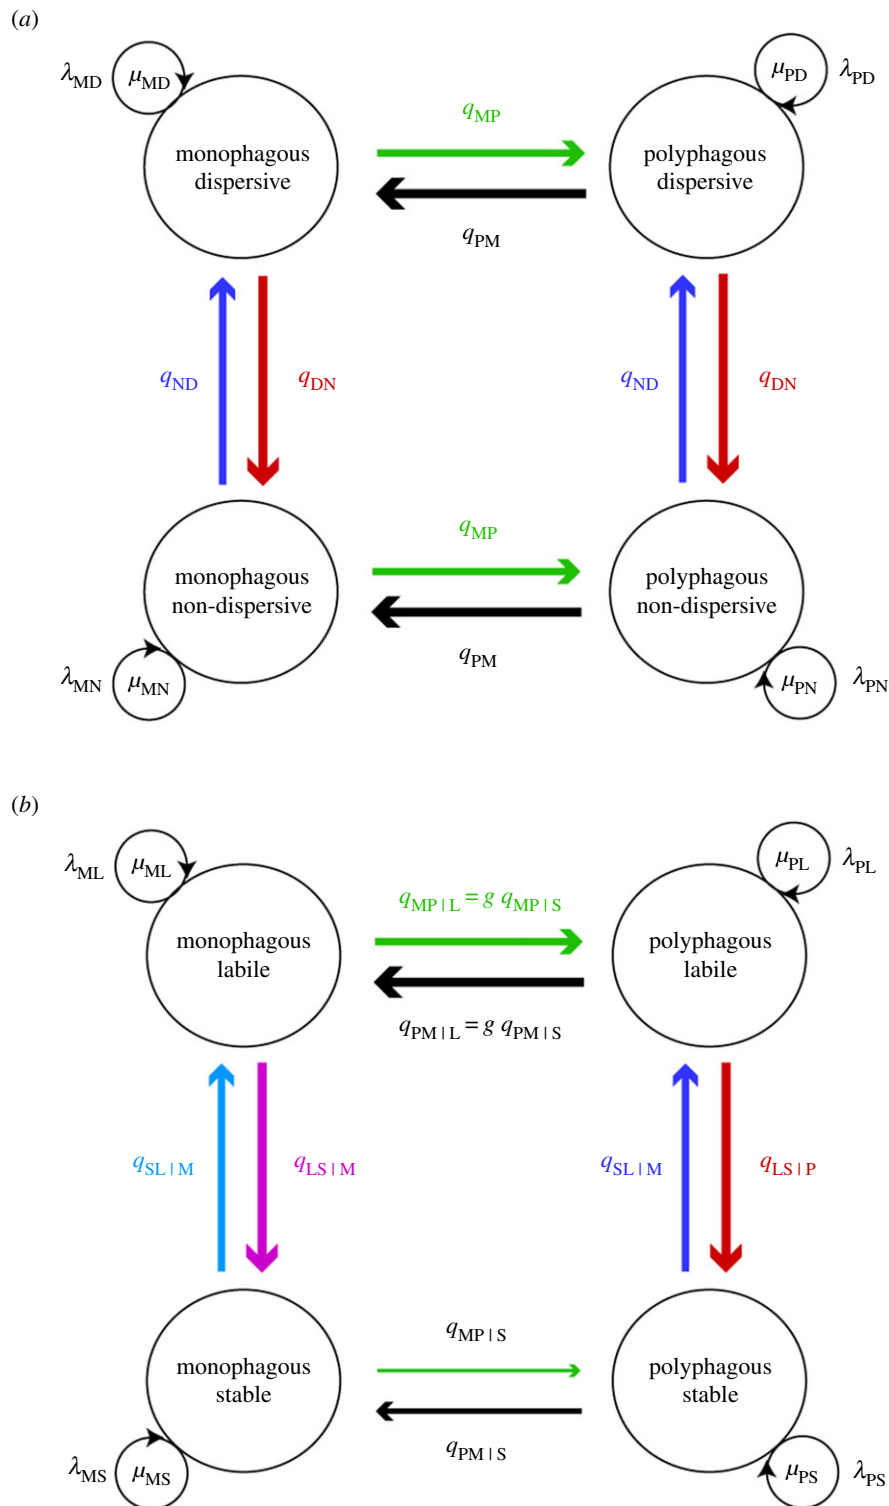 (a)
λMD μMD
μPD λPD
qMP
monophagous
dispersive
polyphagous
dispersive
qPM
qND qDN qND qDN
qMP
monophagous
non-dispersive
polyphagous
non-dispersive
qPM
λMN μMN
μPN λPN
(b)
λML μML
μPL λPL
qMP|L = g qMP|S
monophagous
labile
polyphagous
labile
qPM|L = g qPM|S
qSL|M qLS|M qSL|M qLS|P
qMP|S
monophagous
stable
polyphagous
stable
qPM|S
λMS μMS
μPS λPS